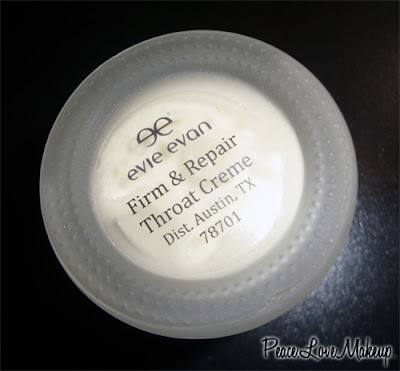 evie evan
Firm & Repair
Throat Creme
Dist. Austin, TX
78701
PeaceLoveMakeup